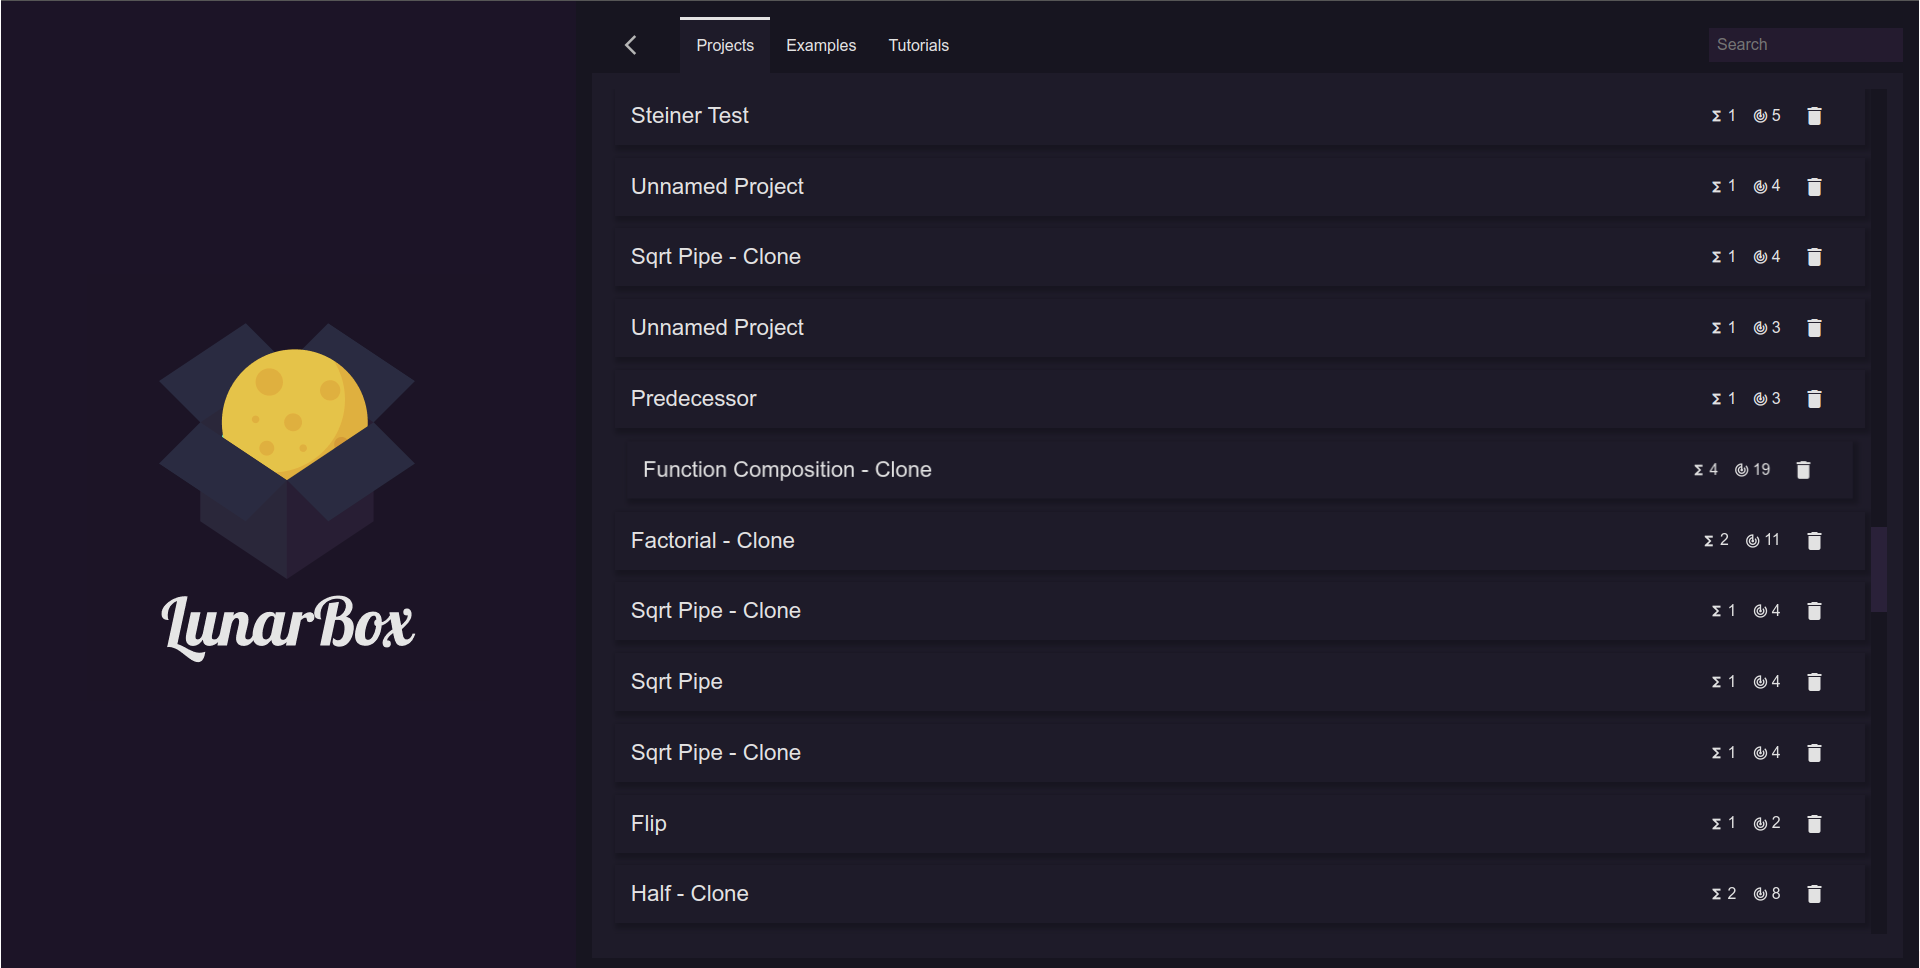 Projects Examples Tutorials Search
Steiner Test Σ 1 5
Unnamed Project Σ 1 4
Sqrt Pipe - Clone Σ 1 4
Unnamed Project Σ 1 3
Predecessor Σ 1 3
Function Composition - Clone Σ 4 19
Factorial - Clone Σ 2 11
Sqrt Pipe - Clone Σ 1 4
Sqrt Pipe Σ 1 4
Sqrt Pipe - Clone Σ 1 4
Flip Σ 1 2
Half - Clone Σ 2 8
LunarBox